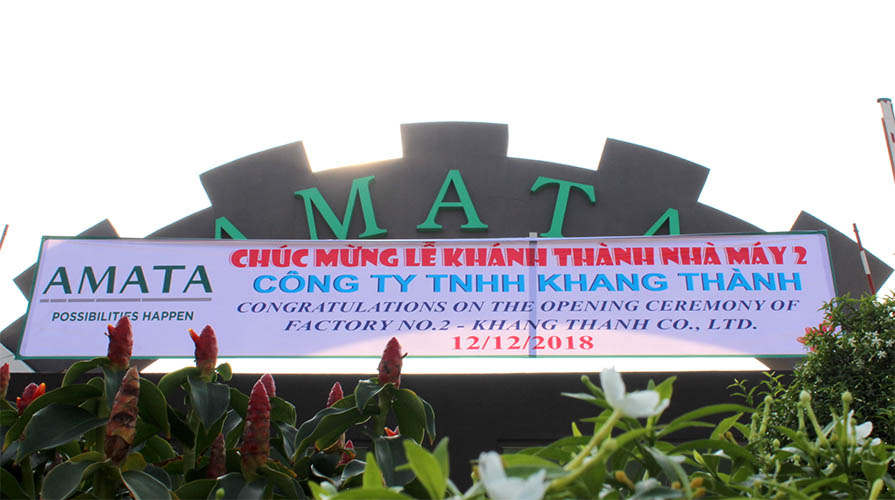 AMATA
AMATA
POSSIBILITIES HAPPEN
CHÚC MỪNG LỄ KHÁNH THÀNH NHÀ MÁY 2
CÔNG TY TNHH KHANG THÀNH
CONGRATULATIONS ON THE OPENING CEREMONY OF
FACTORY NO.2 - KHANG THANH CO., LTD.
12/12/2018